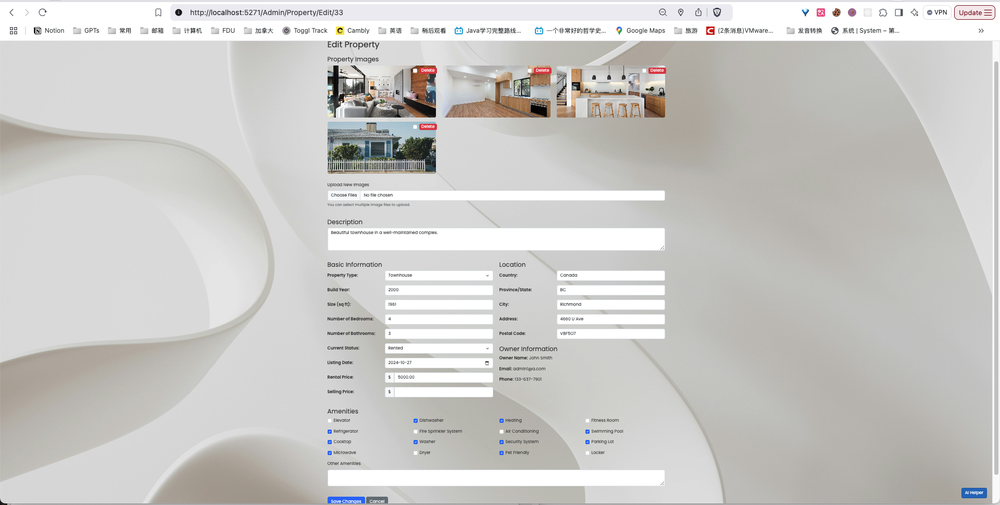 http://localhost:5271/Admin/Property/Edit/33
VPN
Update
Notion
GPTs
常用
邮箱
计算机
FDU
加拿大
Toggl Track
Cambly
英语
稍后观看
Java学习完整路线...
一个非常好的哲学史...
Google Maps
旅游
(2条消息)VMware...
发音转换
系统 | System – 第...
Edit Property
Property Images
Delete
Delete
Delete
Delete
Upload New Images
Choose Files No file chosen
You can select multiple image files to upload.
Description
Beautiful townhouse in a well-maintained complex.
Basic Information
Property Type: Townhouse
Build Year: 2000
Size (sq ft): 1961
Number of Bedrooms: 4
Number of Bathrooms: 3
Current Status: Rented
Listing Date: 2024-10-27
Rental Price: $ 5000.00
Selling Price: $
Location
Country: Canada
Province/State: BC
City: Richmond
Address: 4660 U Ave
Postal Code: V8F5O7
Owner Information
Owner Name: John Smith
Email: admin1@a.com
Phone: 133-637-7901
Amenities
Elevator Dishwasher Heating Fitness Room
Refrigerator Fire Sprinkler System Air Conditioning Swimming Pool
Cooktop Washer Security System Parking Lot
Microwave Dryer Pet Friendly Locker
Other Amenities
Save Changes Cancel
AI Helper